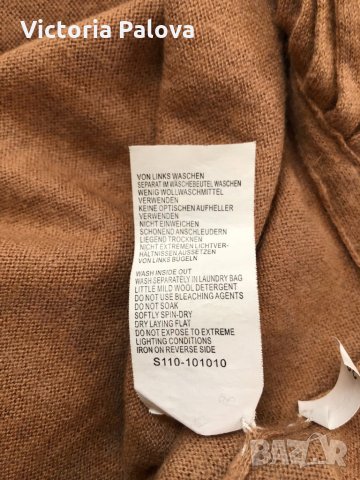 Victoria Palova
VON LINKS WASCHEN
SEPARAT IM WÄSCHEBEUTEL WASCHEN
WENIG WOLLWASCHMITTEL
VERWENDEN
KEINE OPTISCHEN AUFHELLER
VERWENDEN
NICHT EINWEICHEN
SCHONEND ANSCHLEUDERN
LIEGEND TROCKNEN
NICHT EXTREMEN LICHTVER-
HÄLTNISSEN AUSSETZEN
VON LINKS BÜGELN
WASH INSIDE OUT
WASH SEPARATELY IN LAUNDRY BAG
LITTLE MILD WOOL DETERGENT
DO NOT USE BLEACHING AGENTS
DO NOT SOAK
SOFTLY SPIN-DRY
DRY LAYING FLAT
DO NOT EXPOSE TO EXTREME
LIGHTING CONDITIONS
IRON ON REVERSE SIDE
S110-101010
BAZAR